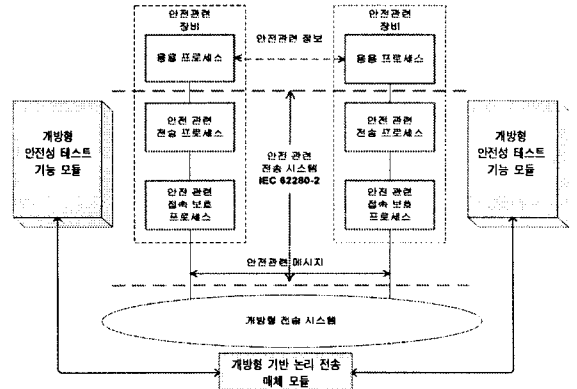 안전관련
장비
안전관련
장비
안전관련 정보
응용 프로세스
응용 프로세스
개방형
안전성 테스트
기능 모듈
안전 관련
전송 프로세스
안전 관련
전송 시스템
IEC 62280-2
안전 관련
전송 프로세스
개방형
안전성 테스트
기능 모듈
안전 관련
접속 보호
프로세스
안전 관련
접속 보호
프로세스
안전관련 메시지
개방형 전송 시스템
개방형 기반 논리 전송
매체 모듈